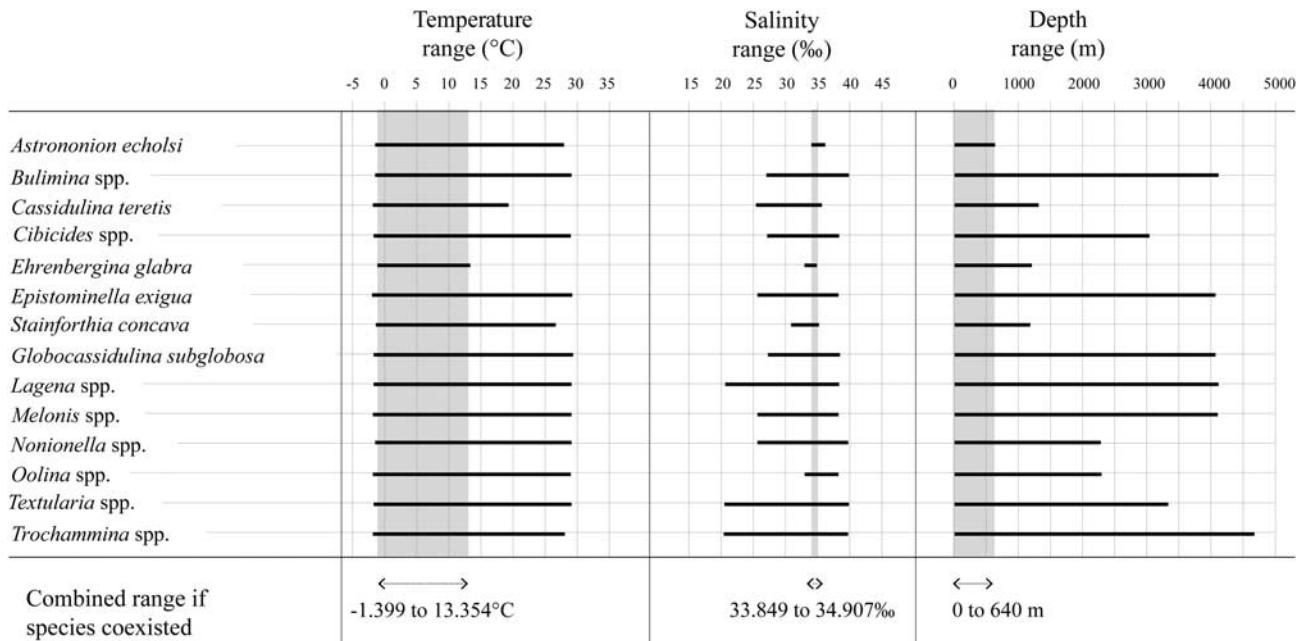 Temperature
range (°C)
Salinity
range (‰)
Depth
range (m)
-5 0 5 10 15 20 25 30 35
15 20 25 30 35 40 45
0 1000 2000 3000 4000 5000
Astrononion echolsi
Bulimina spp.
Cassidulina teretis
Cibicides spp.
Ehrenbergina glabra
Epistominella exigua
Stainforthia concava
Globocassidulina subglobosa
Lagena spp.
Melonis spp.
Nonionella spp.
Oolina spp.
Textularia spp.
Trochammina spp.
Combined range if
species coexisted
-1.399 to 13.354°C
33.849 to 34.907‰
0 to 640 m